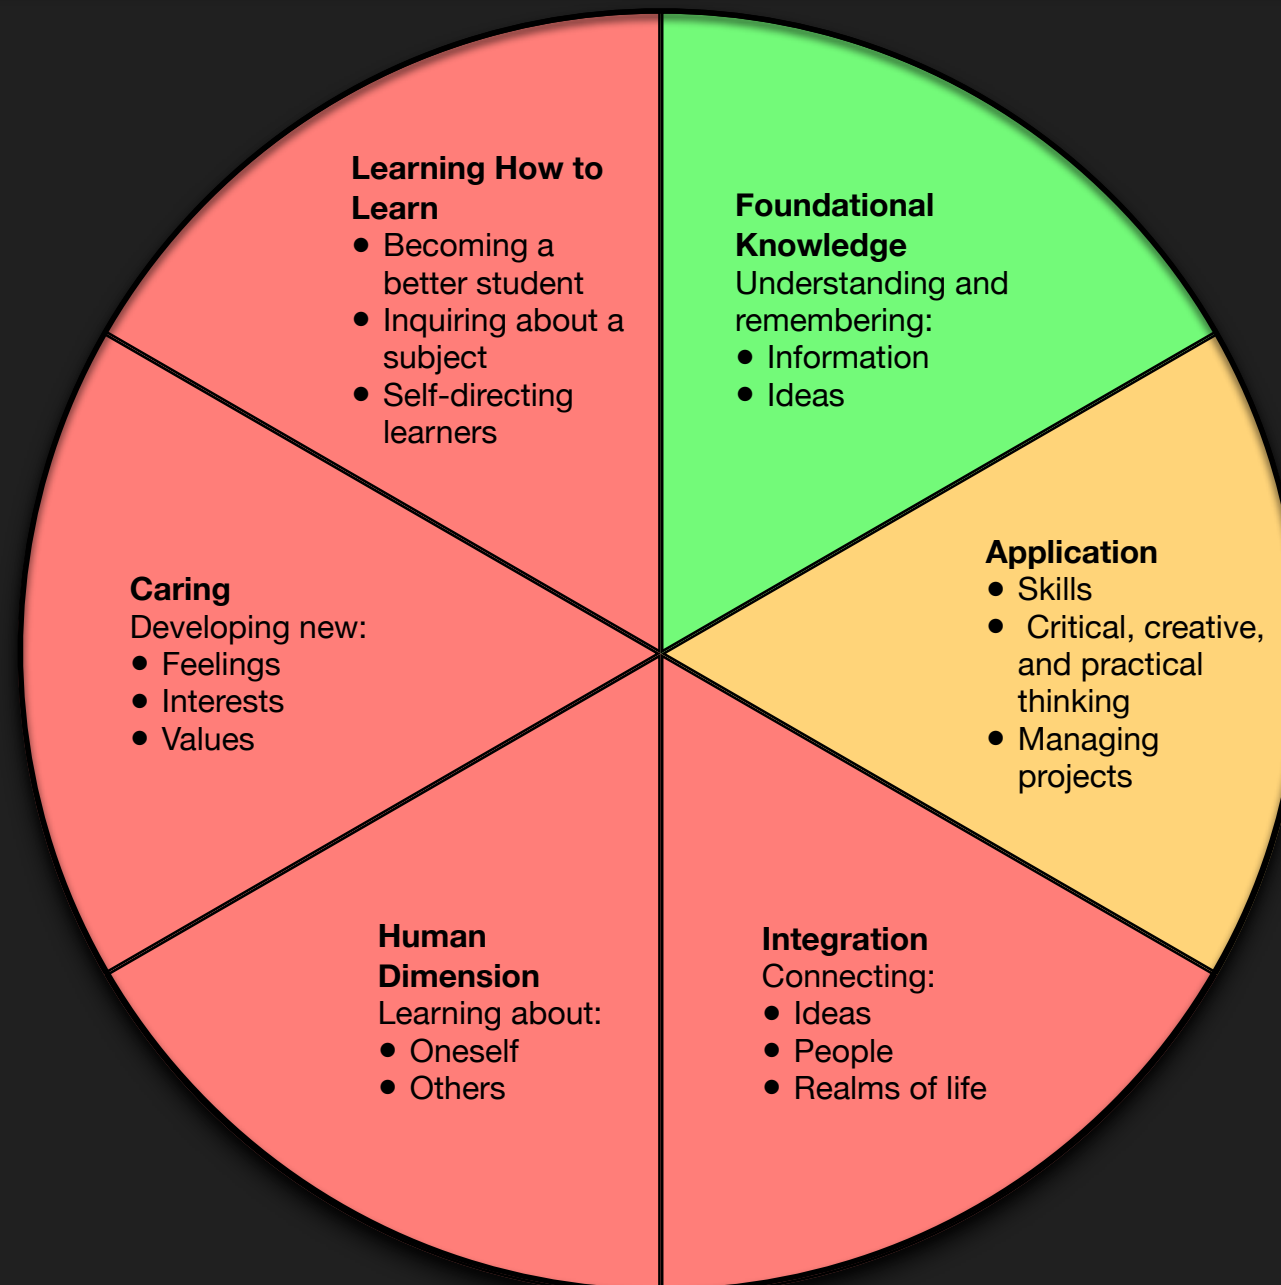 Learning How to
Learn
• Becoming a
better student
• Inquiring about a
subject
• Self-directing
learners
Foundational
Knowledge
Understanding and
remembering:
• Information
• Ideas
Application
• Skills
• Critical, creative,
and practical
thinking
• Managing
projects
Caring
Developing new:
• Feelings
• Interests
• Values
Human
Dimension
Learning about:
• Oneself
• Others
Integration
Connecting:
• Ideas
• People
• Realms of life